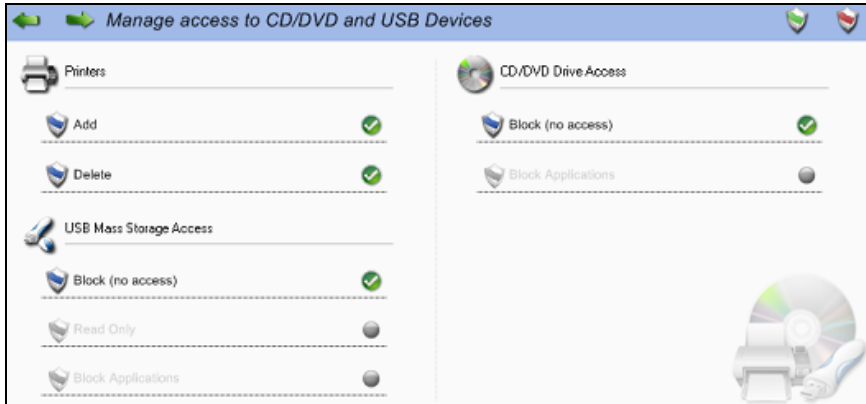 Manage access to CD/DVD and USB Devices
Printers
Add
Delete
USB Mass Storage Access
Block (no access)
Read Only
Block Applications
CD/DVD Drive Access
Block (no access)
Block Applications